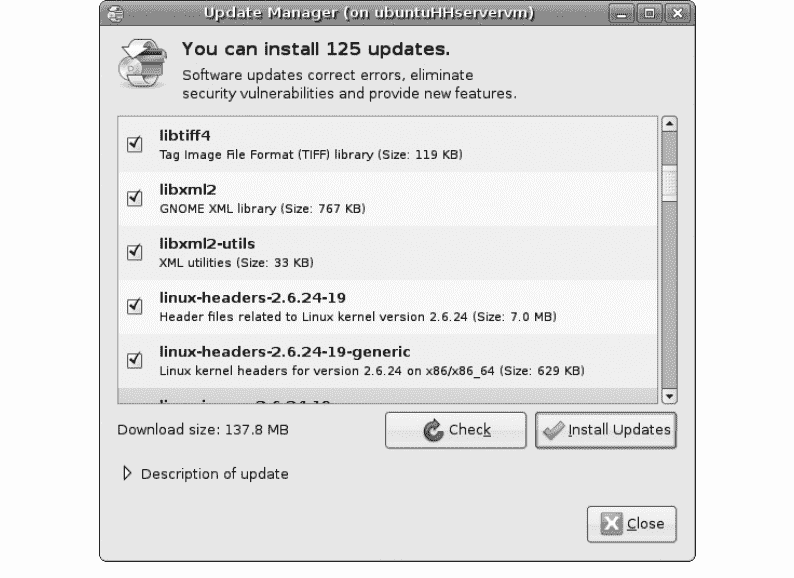 Update Manager (on ubuntuHHservervm)
You can install 125 updates.
Software updates correct errors, eliminate
security vulnerabilities and provide new features.
libtiff4
Tag Image File Format (TIFF) library (Size: 119 KB)
libxml2
GNOME XML library (Size: 767 KB)
libxml2-utils
XML utilities (Size: 33 KB)
linux-headers-2.6.24-19
Header files related to Linux kernel version 2.6.24 (Size: 7.0 MB)
linux-headers-2.6.24-19-generic
Linux kernel headers for version 2.6.24 on x86/x86_64 (Size: 629 KB)
Download size: 137.8 MB
Check
Install Updates
Description of update
Close